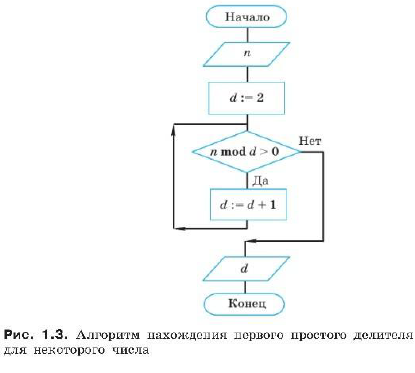 Начало
n
d := 2
n mod d > 0
Нет
Да
d := d + 1
d
Конец
Рис. 1.3. Алгоритм нахождения первого простого делителя
для некоторого числа